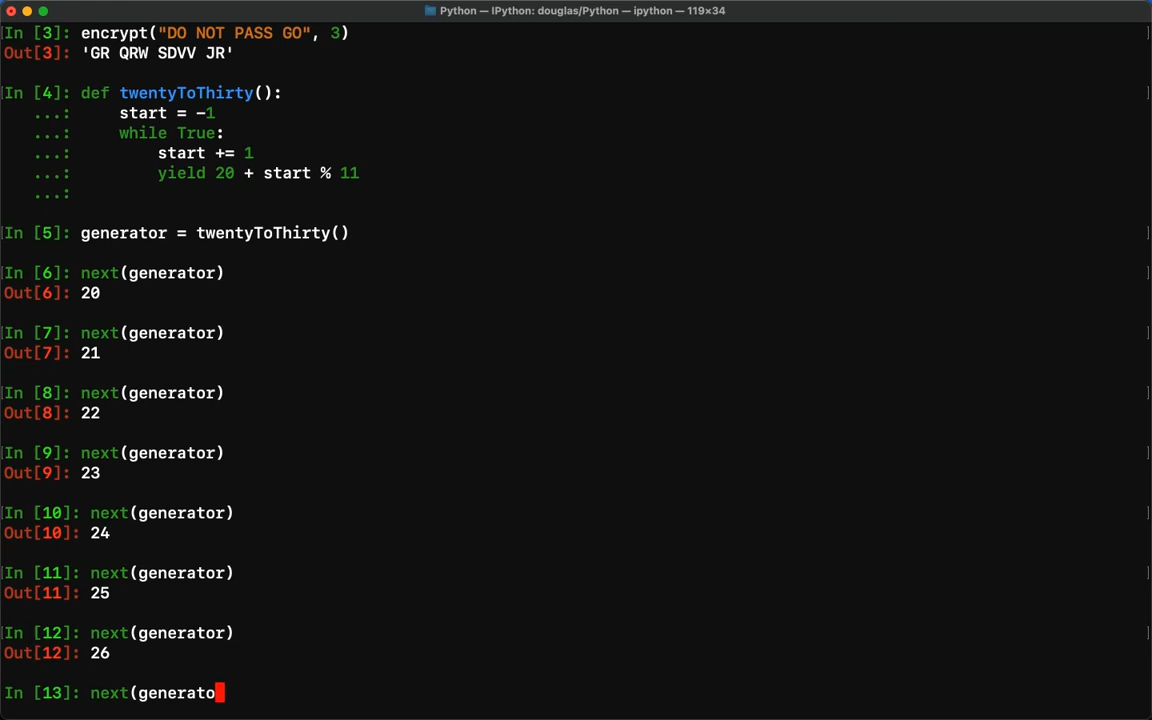 Python — IPython: douglas/Python — ipython — 119×34
In [3]: encrypt("DO NOT PASS GO", 3)
Out[3]: 'GR QRW SDVV JR'
In [4]: def twentyToThirty():
   ...:     start = -1
   ...:     while True:
   ...:         start += 1
   ...:         yield 20 + start % 11
   ...:
In [5]: generator = twentyToThirty()
In [6]: next(generator)
Out[6]: 20
In [7]: next(generator)
Out[7]: 21
In [8]: next(generator)
Out[8]: 22
In [9]: next(generator)
Out[9]: 23
In [10]: next(generator)
Out[10]: 24
In [11]: next(generator)
Out[11]: 25
In [12]: next(generator)
Out[12]: 26
In [13]: next(generato